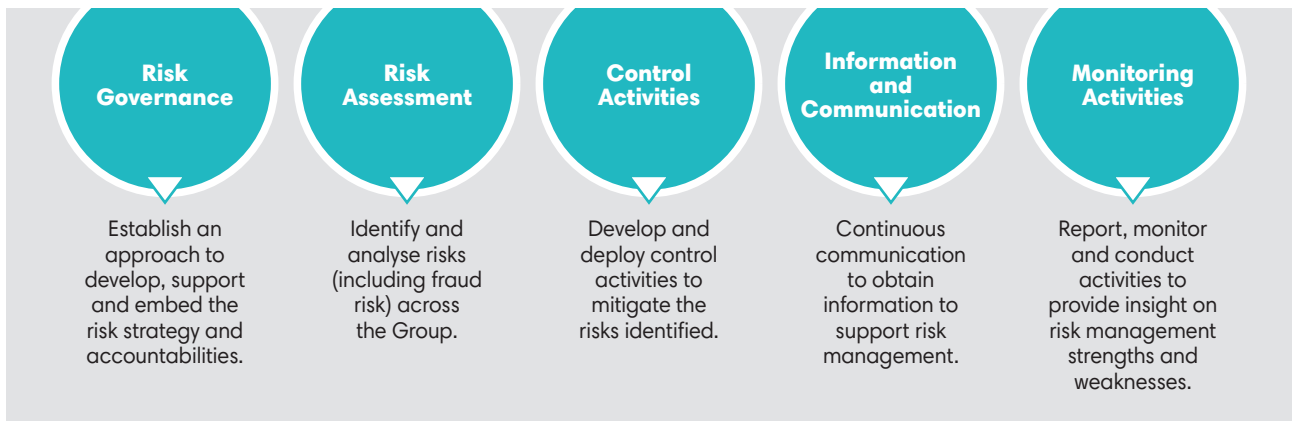 Risk
Governance
Establish an
approach to
develop, support
and embed the
risk strategy and
accountabilities.
Risk
Assessment
Identify and
analyse risks
(including fraud
risk) across
the Group.
Control
Activities
Develop and
deploy control
activities to
mitigate the
risks identified.
Information
and
Communication
Continuous
communication
to obtain
information to
support risk
management.
Monitoring
Activities
Report, monitor
and conduct
activities to
provide insight on
risk management
strengths and
weaknesses.